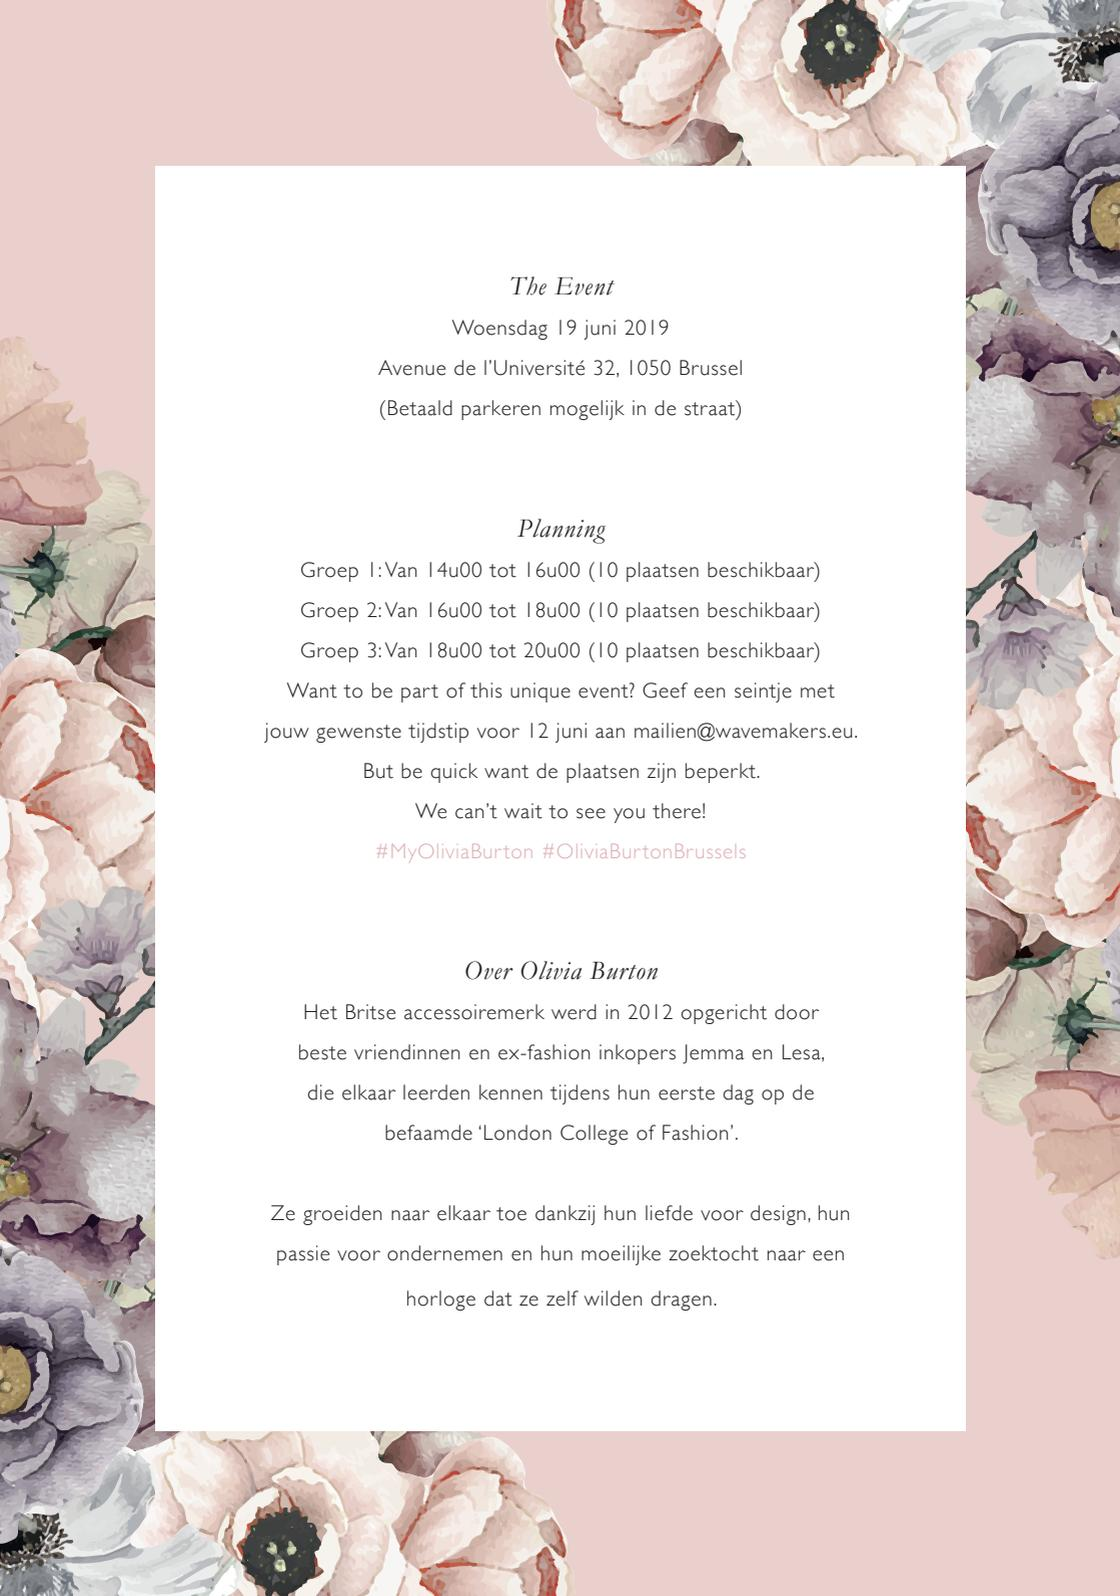 The Event
Woensdag 19 juni 2019
Avenue de l’Université 32, 1050 Brussel
(Betaald parkeren mogelijk in de straat)
Planning
Groep 1: Van 14u00 tot 16u00 (10 plaatsen beschikbaar)
Groep 2: Van 16u00 tot 18u00 (10 plaatsen beschikbaar)
Groep 3: Van 18u00 tot 20u00 (10 plaatsen beschikbaar)
Want to be part of this unique event? Geef een seintje met
jouw gewenste tijdstip voor 12 juni aan mailien@wavemakers.eu.
But be quick want de plaatsen zijn beperkt.
We can’t wait to see you there!
#MyOliviaBurton #OliviaBurtonBrussels
Over Olivia Burton
Het Britse accessoiremerk werd in 2012 opgericht door
beste vriendinnen en ex-fashion inkopers Jemma en Lesa,
die elkaar leerden kennen tijdens hun eerste dag op de
befaamde ‘London College of Fashion’.
Ze groeiden naar elkaar toe dankzij hun liefde voor design, hun
passie voor ondernemen en hun moeilijke zoektocht naar een
horloge dat ze zelf wilden dragen.